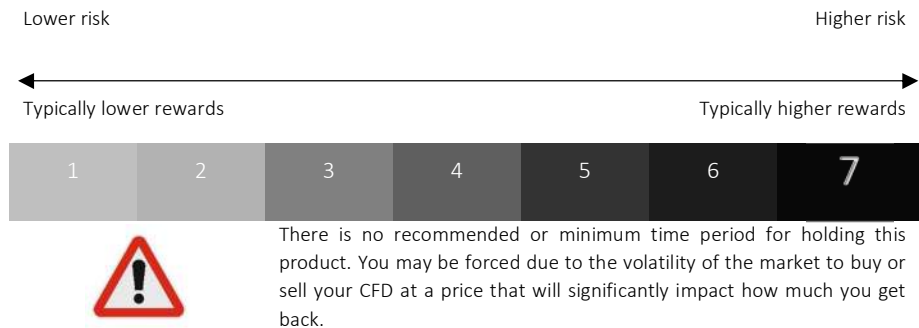 Lower risk Higher risk
Typically lower rewards Typically higher rewards
1 2 3 4 5 6 7
There is no recommended or minimum time period for holding this
product. You may be forced due to the volatility of the market to buy or
sell your CFD at a price that will significantly impact how much you get
back.